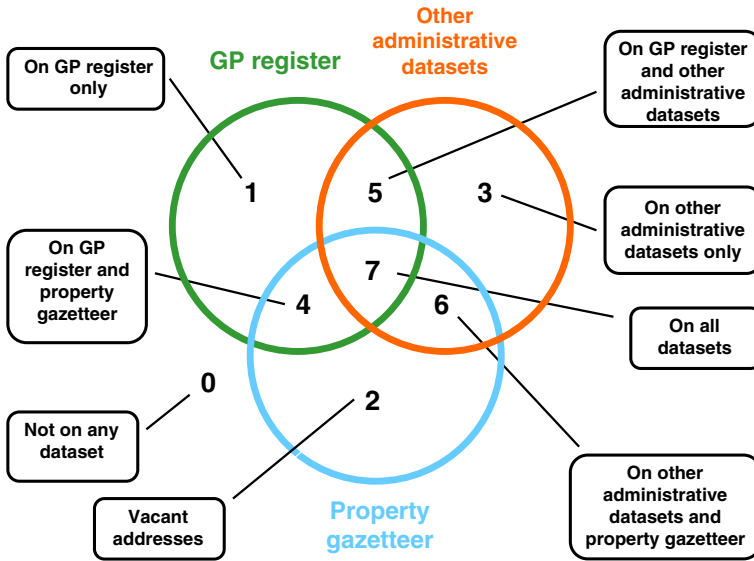 Other
administrative
datasets
GP register
On GP register
only
On GP register
and other
administrative
datasets
1
5
3
On other
administrative
datasets only
On GP
register and
property
gazetteer
7
4
6
On all
datasets
0
2
Not on any
dataset
Vacant
addresses
Property
gazetteer
On other
administrative
datasets and
property gazetteer